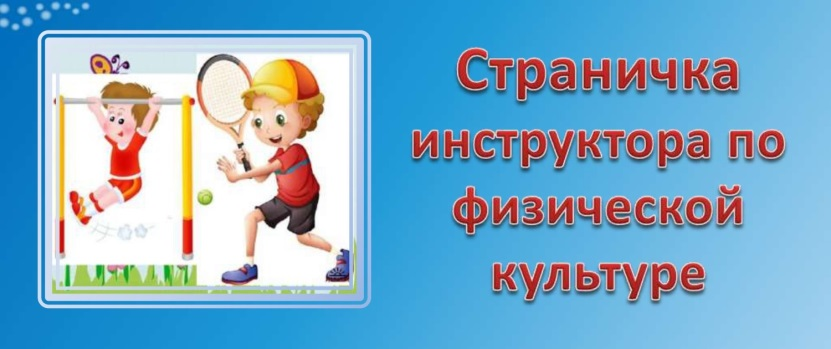 Страничка
инструктора по
физической
культуре